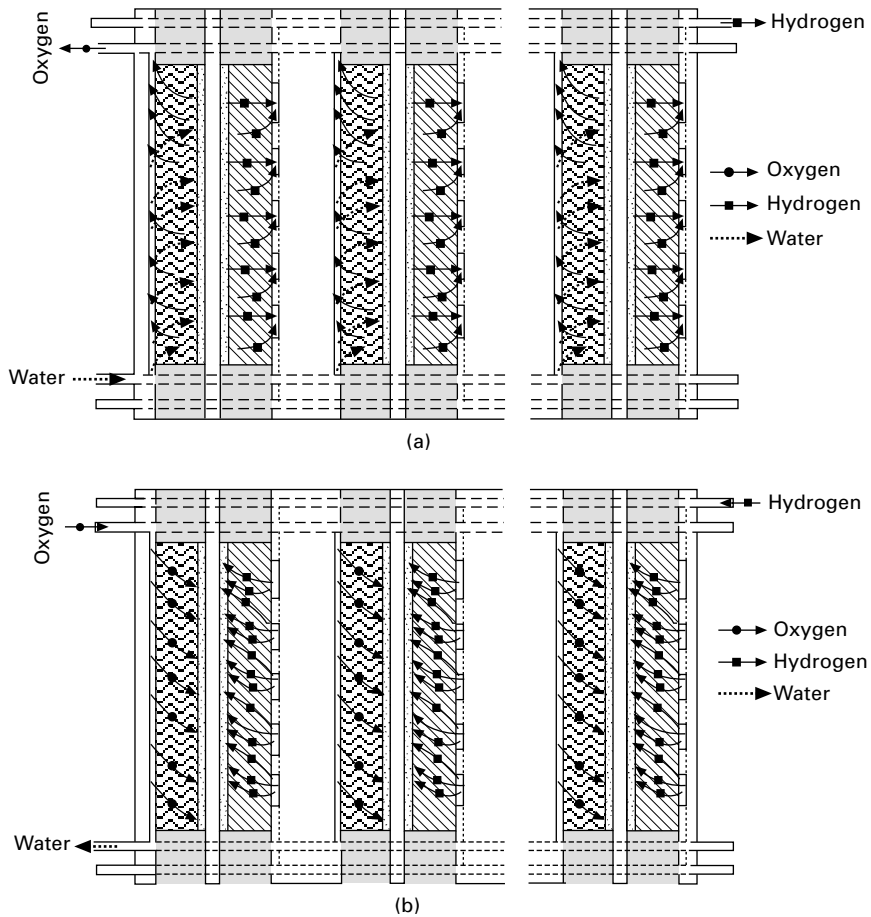 Hydrogen
Oxygen
Oxygen
Hydrogen
Water
Water
(a)
Oxygen
Hydrogen
Oxygen
Hydrogen
Water
Water
(b)